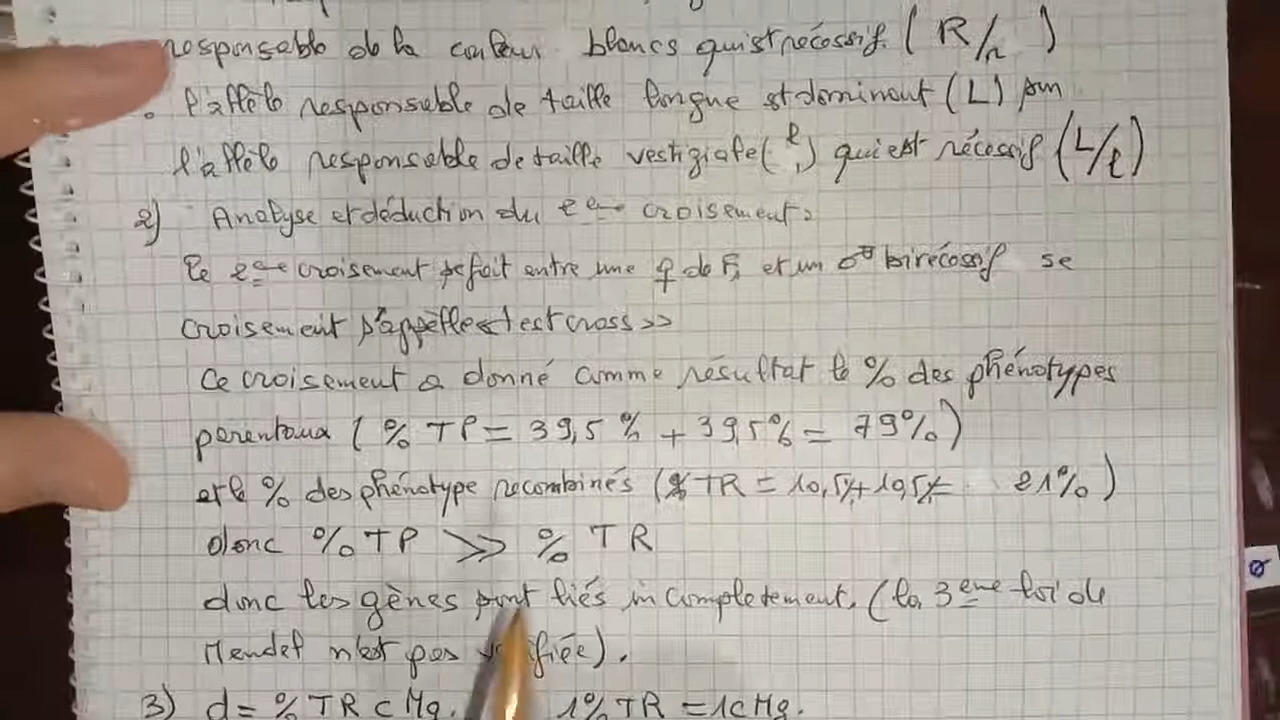 responsable de la couleur blancs qui est récessif. (R/r)
. l'allèle responsable de taille longue est dominant (L) sur
l'allèle responsable de taille vestigiale (l) qui est récessif (L/l)
2) Analyse et déduction du 2eme croisement.
Le 2eme croisement se fait entre une ♀ de F1 et un ♂ birécessif se
croisement s'appèlle <<test cross>>
Ce croisement a donné comme résultat le % des phénotypes
parentaux (% TP = 39,5 % + 39,5% = 79%)
et le % des phénotype recombinés (% TR = 10,5% + 10,5% = 21%)
donc % TP >> % TR
donc les gènes sont liés incomplètement. (la 3eme loi de
Mendel n'est pas vérifiée).
3) d = % TR cMg. 1% TR = 1cMg.